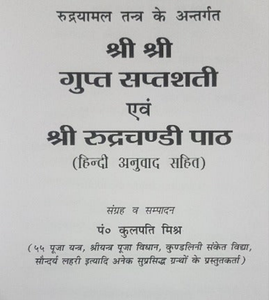 रुद्रयामल तन्त्र के अन्तर्गत
श्री श्री
गुप्त सप्तशती
एवं
श्री रुद्रचण्डी पाठ
(हिन्दी अनुवाद सहित)
संग्रह व सम्पादन
पं० कुलपति मिश्र
(५५ पूजा यन्त्र, श्रीयन्त्र पूजा विधान, कुण्डलिनी संकेत विद्या,
सौन्दर्य लहरी इत्यादि अनेक सुप्रसिद्ध ग्रन्थों के प्रस्तुतकर्ता)